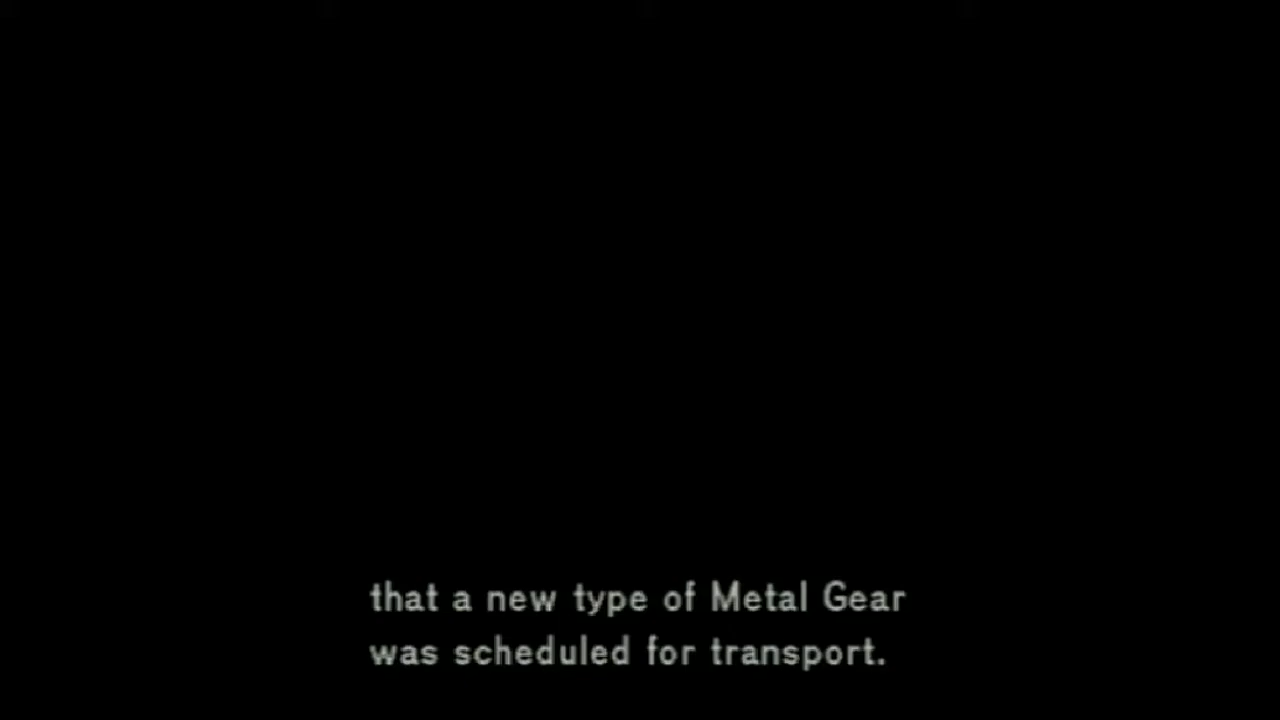 that a new type of Metal Gear
was scheduled for transport.